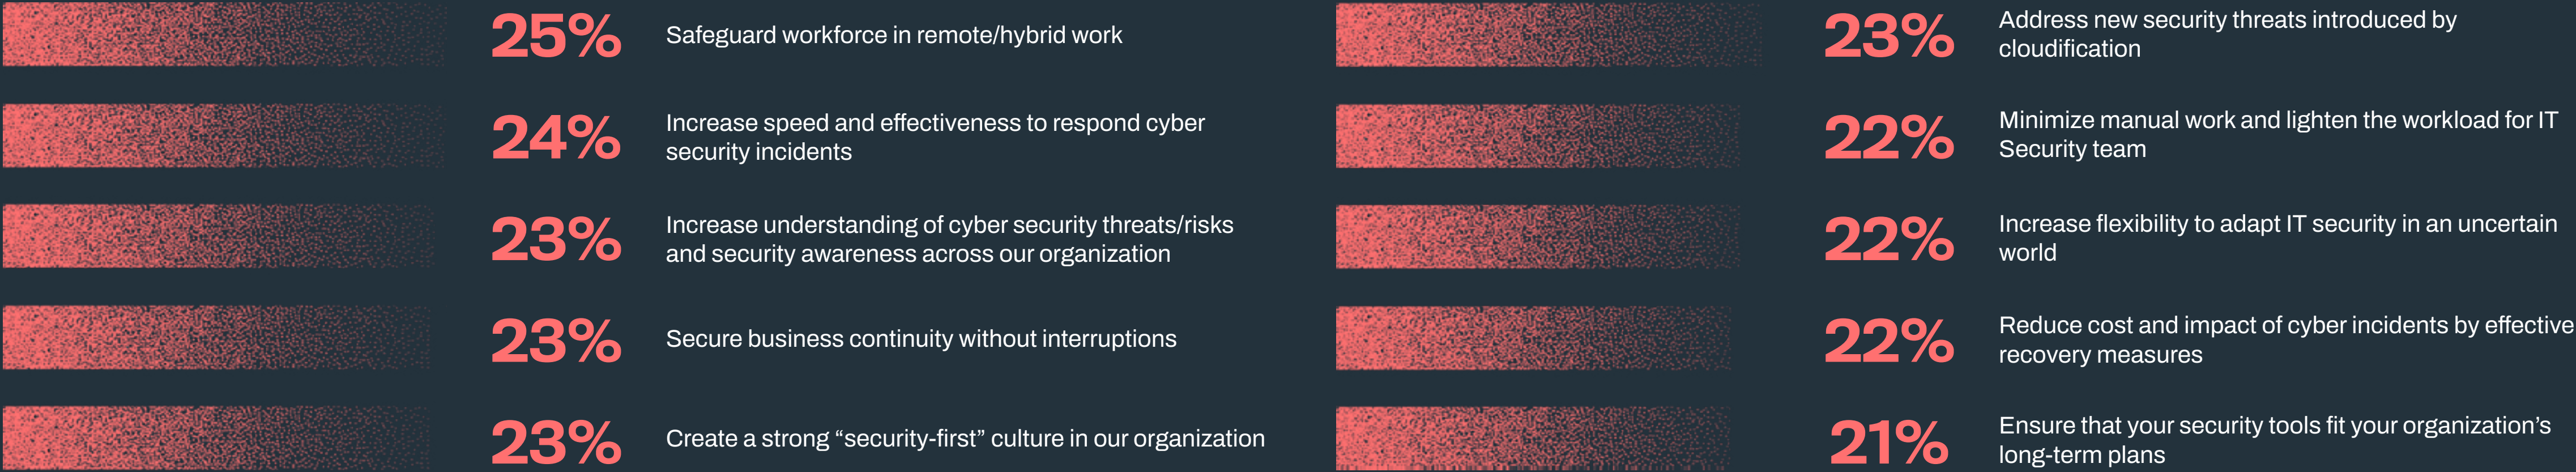 25%
Safeguard workforce in remote/hybrid work
24%
Increase speed and effectiveness to respond cyber
security incidents
23%
Increase understanding of cyber security threats/risks
and security awareness across our organization
23%
Secure business continuity without interruptions
23%
Create a strong “security-first” culture in our organization
23%
Address new security threats introduced by
cloudification
22%
Minimize manual work and lighten the workload for IT
Security team
22%
Increase flexibility to adapt IT security in an uncertain
world
22%
Reduce cost and impact of cyber incidents by effective
recovery measures
21%
Ensure that your security tools fit your organization’s
long-term plans